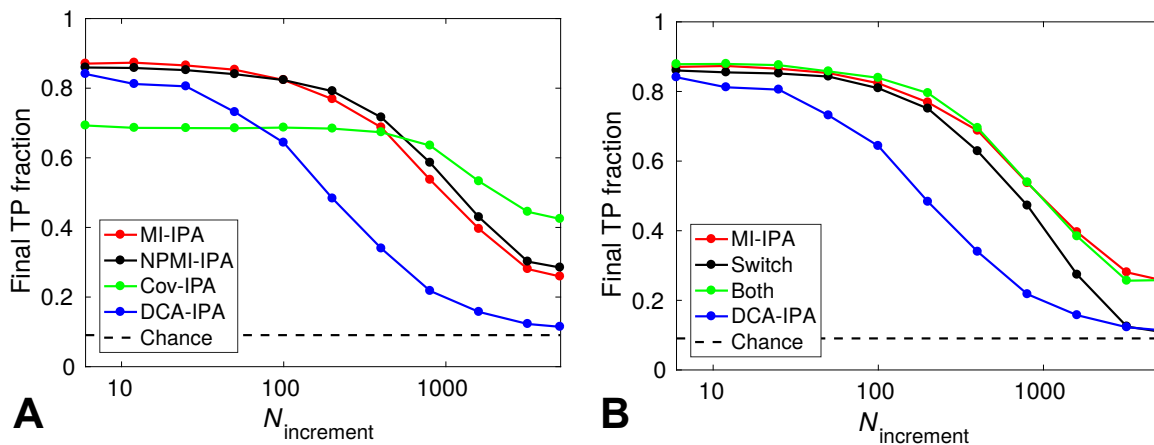 1
0.8
0.6
0.4
0.2
0
Final TP fraction
MI-IPA
NPMI-IPA
Cov-IPA
DCA-IPA
Chance
10
100
1000
N increment
A
1
0.8
0.6
0.4
0.2
0
Final TP fraction
MI-IPA
Switch
Both
DCA-IPA
Chance
10
100
1000
N increment
B